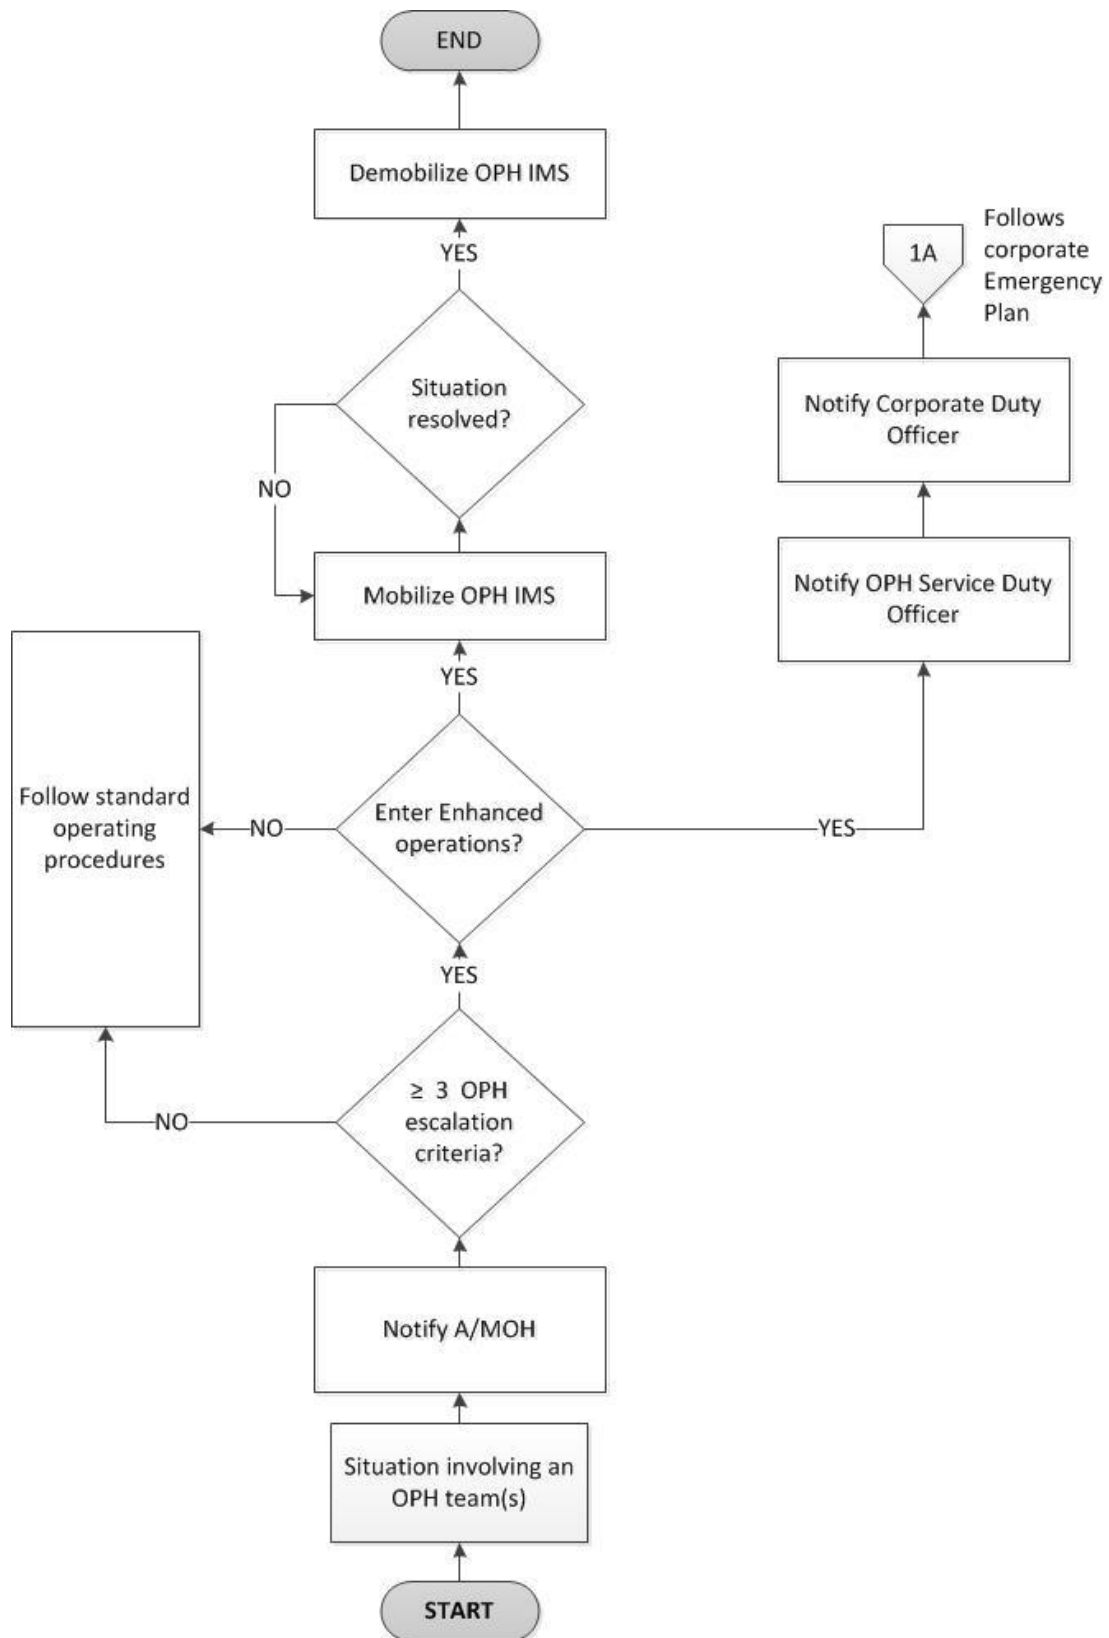 END
Demobilize OPH IMS
YES
1A
Follows
corporate
Emergency
Plan
Situation
resolved?
NO
Notify Corporate Duty
Officer
Mobilize OPH IMS
Notify OPH Service Duty
Officer
YES
Follow standard
operating
procedures
NO
Enter Enhanced
operations?
YES
YES
≥ 3 OPH
escalation
criteria?
NO
Notify A/MOH
Situation involving an
OPH team(s)
START